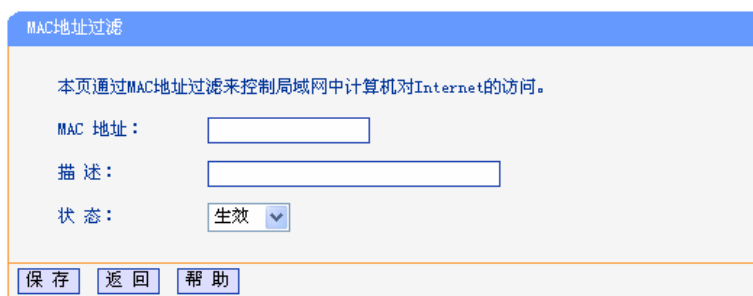 MAC地址过滤
本页通过MAC地址过滤来控制局域网中计算机对Internet的访问。
MAC 地址：
描 述：
状 态： 生效
保 存 返 回 帮 助